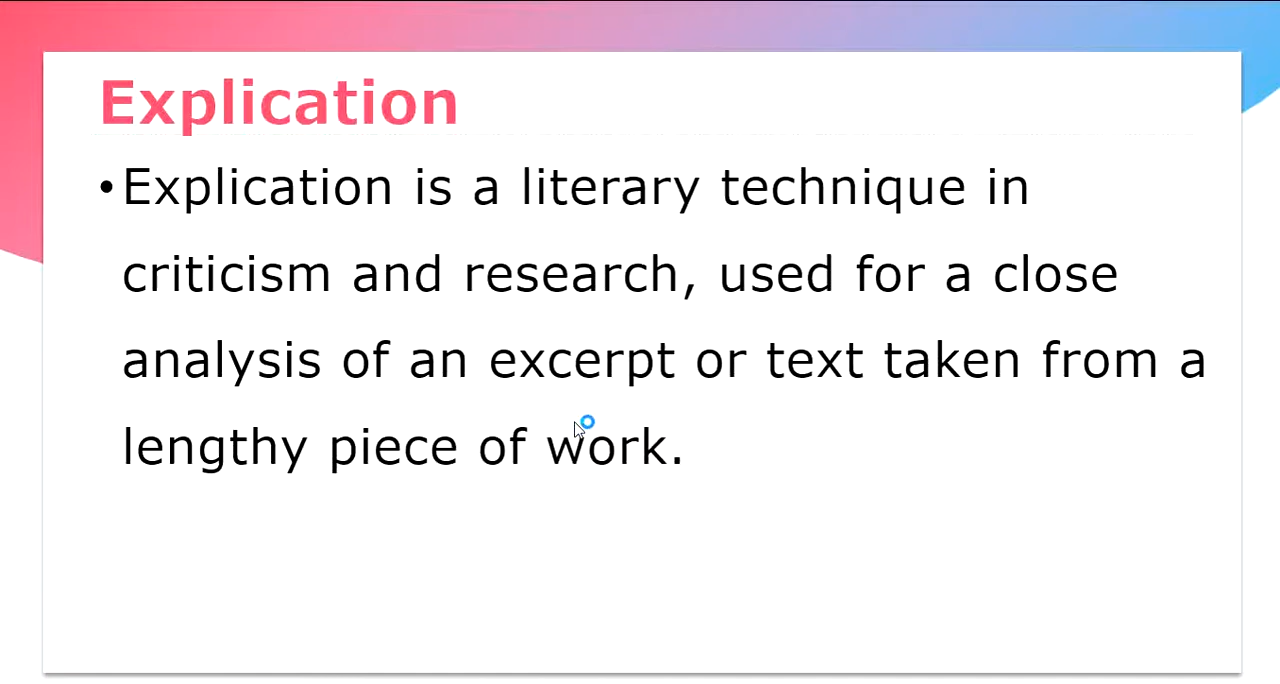 Explication
•Explication is a literary technique in
criticism and research, used for a close
analysis of an excerpt or text taken from a
lengthy piece of work.